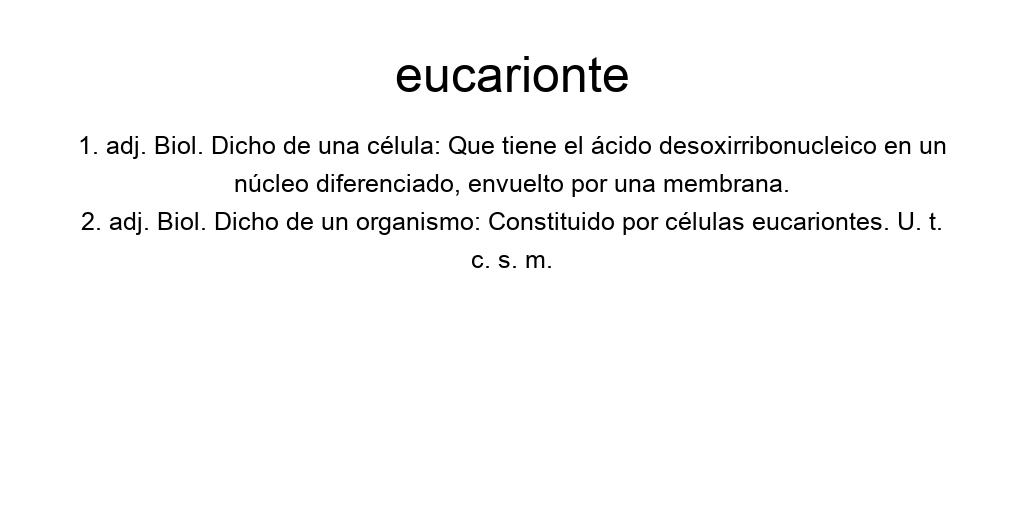 eucarionte
1. adj. Biol. Dicho de una célula: Que tiene el ácido desoxirribonucleico en un
núcleo diferenciado, envuelto por una membrana.
2. adj. Biol. Dicho de un organismo: Constituido por células eucariontes. U. t.
c. s. m.